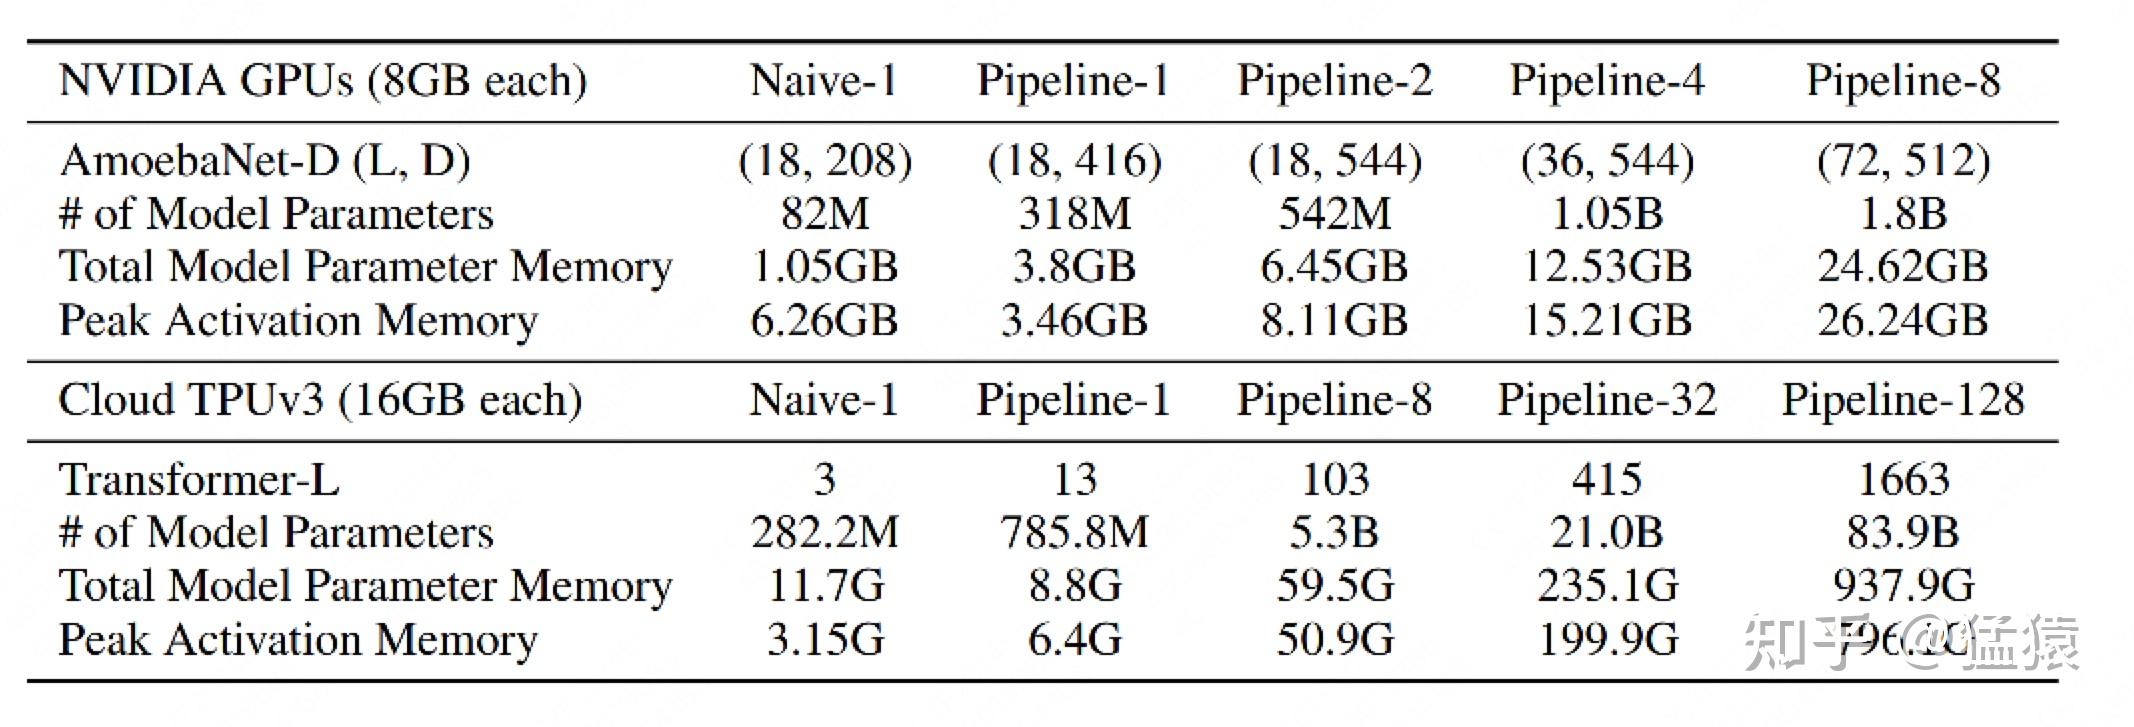 NVIDIA GPUs (8GB each) Naive-1 Pipeline-1 Pipeline-2 Pipeline-4 Pipeline-8
AmoebaNet-D (L, D) (18, 208) (18, 416) (18, 544) (36, 544) (72, 512)
# of Model Parameters 82M 318M 542M 1.05B 1.8B
Total Model Parameter Memory 1.05GB 3.8GB 6.45GB 12.53GB 24.62GB
Peak Activation Memory 6.26GB 3.46GB 8.11GB 15.21GB 26.24GB
Cloud TPUv3 (16GB each) Naive-1 Pipeline-1 Pipeline-8 Pipeline-32 Pipeline-128
Transformer-L 3 13 103 415 1663
# of Model Parameters 282.2M 785.8M 5.3B 21.0B 83.9B
Total Model Parameter Memory 11.7G 8.8G 59.5G 235.1G 937.9G
Peak Activation Memory 3.15G 6.4G 50.9G 199.9G
知乎 @猛猿